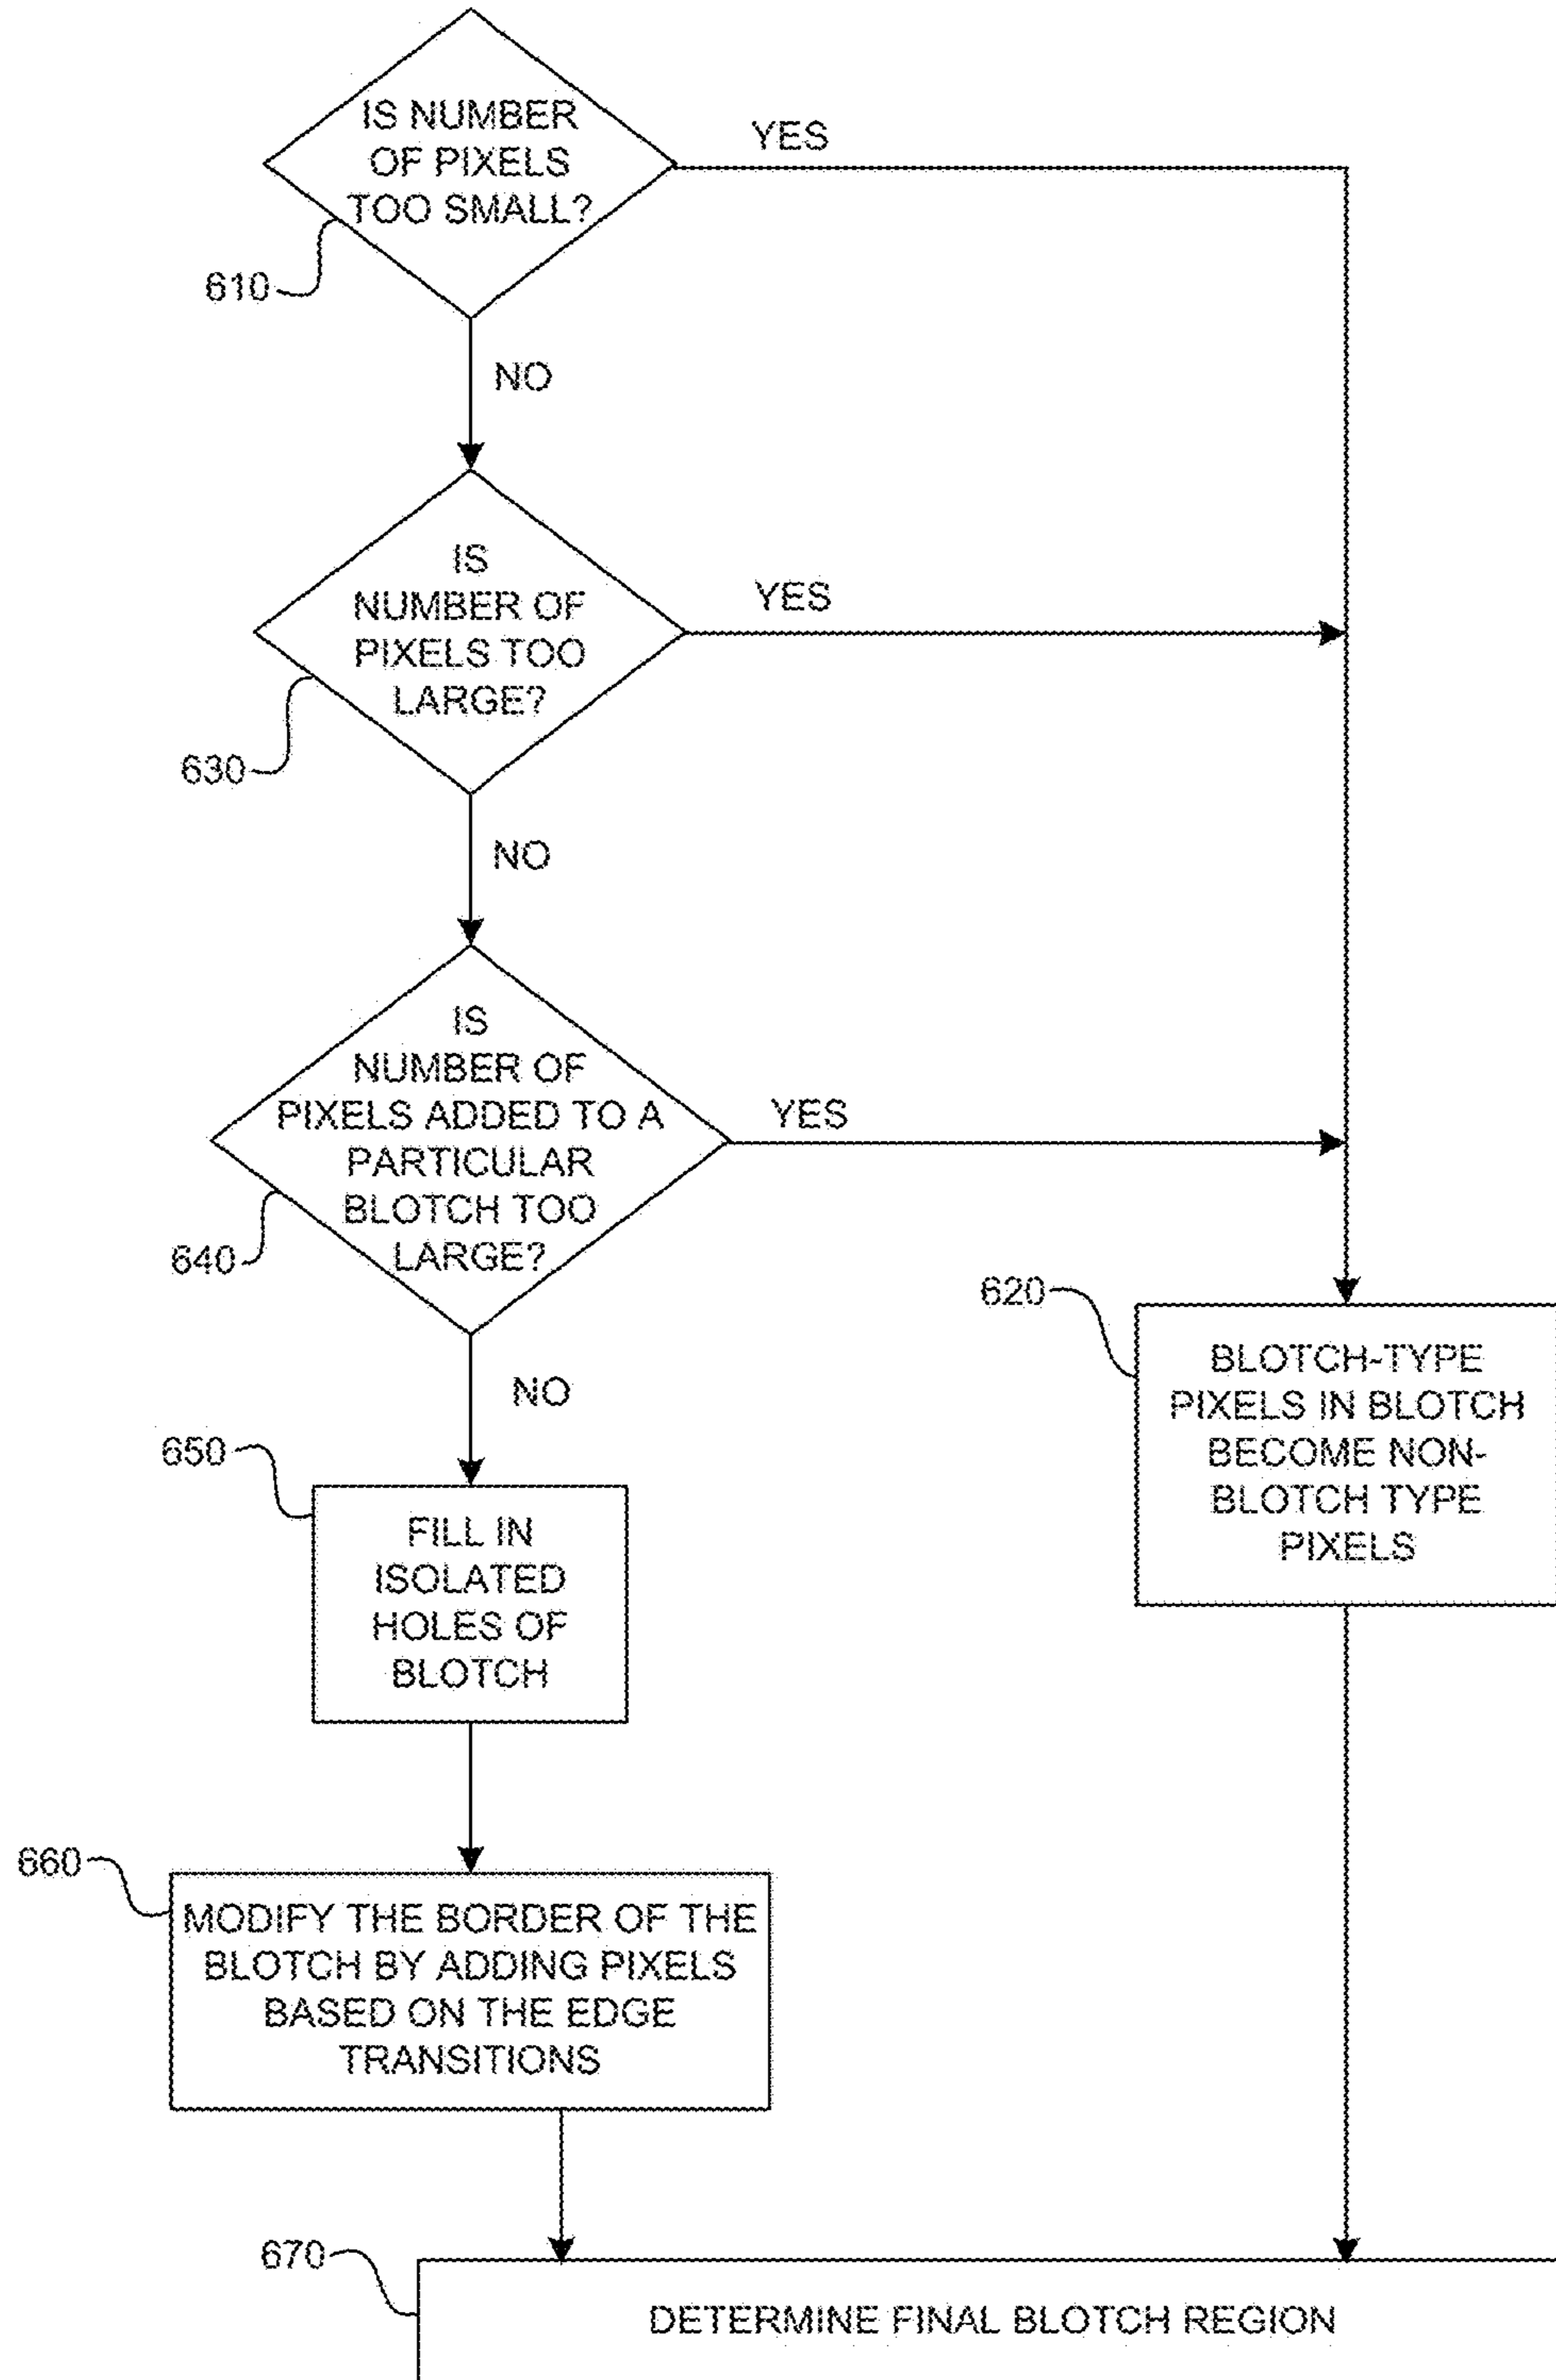 IS NUMBER
OF PIXELS
TOO SMALL?
YES
610
NO
IS
NUMBER OF
PIXELS TOO
LARGE?
YES
630
NO
IS
NUMBER OF
PIXELS ADDED TO A
PARTICULAR
BLOTCH TOO
LARGE?
YES
640
NO
620
BLOTCH-TYPE
PIXELS IN BLOTCH
BECOME NON-
BLOTCH TYPE
PIXELS
650
FILL IN
ISOLATED
HOLES OF
BLOTCH
660
MODIFY THE BORDER OF THE
BLOTCH BY ADDING PIXELS
BASED ON THE EDGE
TRANSITIONS
670
DETERMINE FINAL BLOTCH REGION